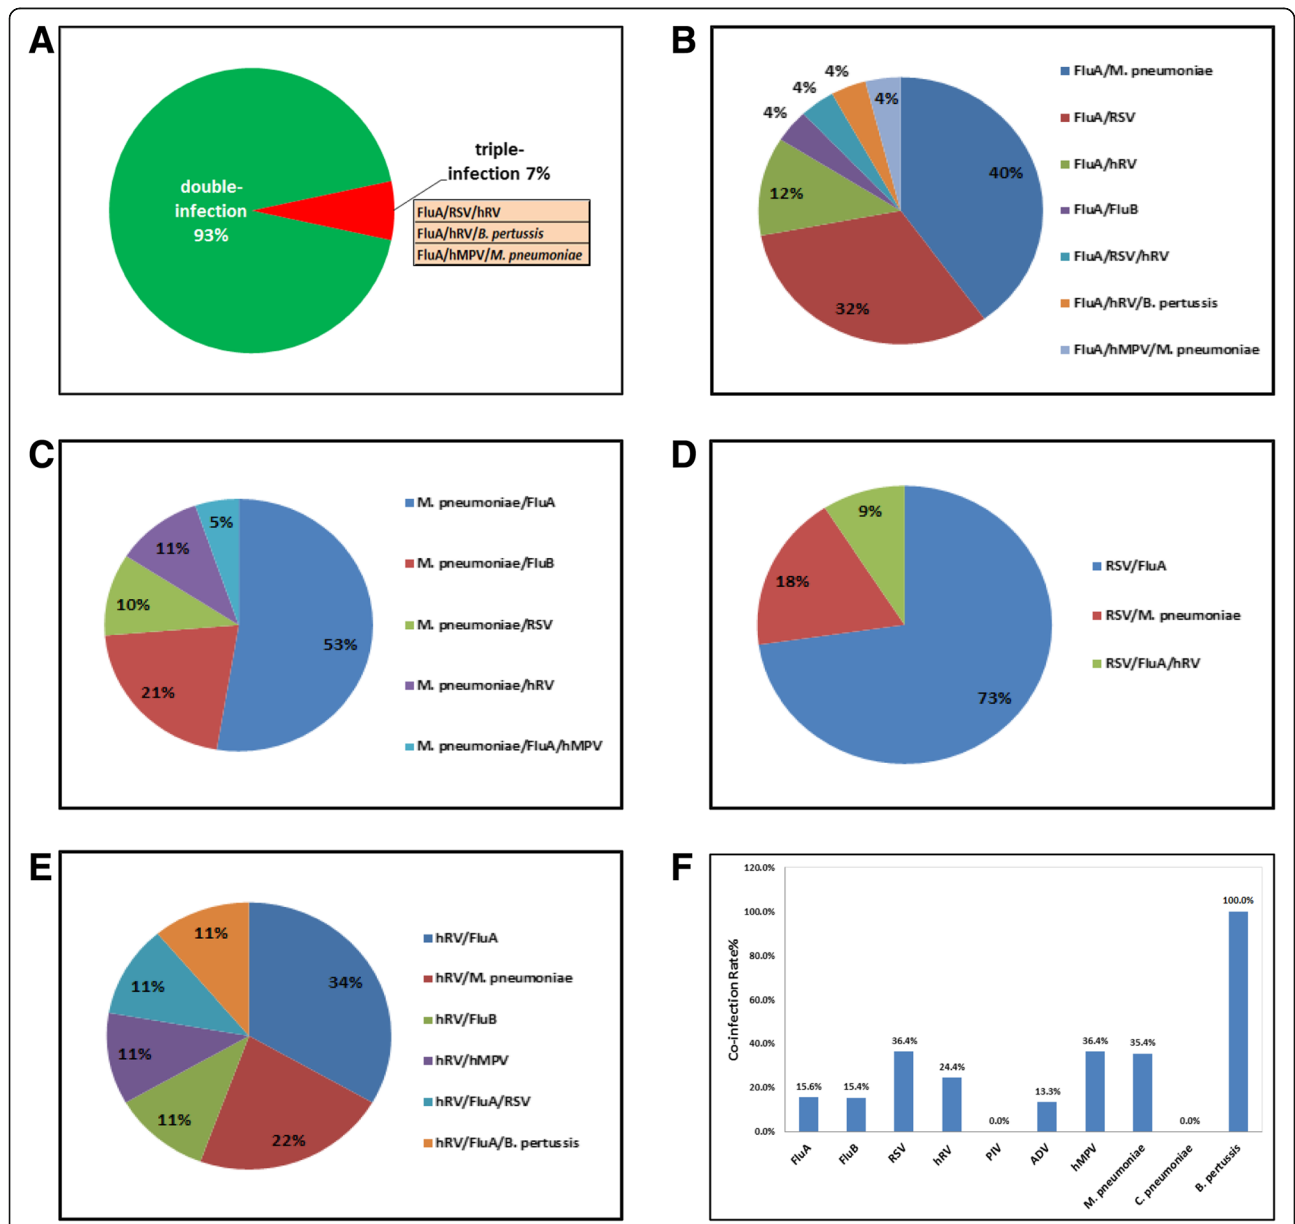 A
double-
infection
93%
triple-
infection 7%
FluA/RSV/hRV
FluA/hRV/B. pertussis
FluA/hMPV/M. pneumoniae
B
40%
32%
12%
4%
4%
4%
4%
FluA/M. pneumoniae
FluA/RSV
FluA/hRV
FluA/FluB
FluA/RSV/hRV
FluA/hRV/B. pertussis
FluA/hMPV/M. pneumoniae
C
53%
21%
10%
11%
5%
M. pneumoniae/FluA
M. pneumoniae/FluB
M. pneumoniae/RSV
M. pneumoniae/hRV
M. pneumoniae/FluA/hMPV
D
73%
18%
9%
RSV/FluA
RSV/M. pneumoniae
RSV/FluA/hRV
E
34%
22%
11%
11%
11%
11%
hRV/FluA
hRV/M. pneumoniae
hRV/FluB
hRV/hMPV
hRV/FluA/RSV
hRV/FluA/B. pertussis
F
Co-infection Rate%
120.0%
100.0%
80.0%
60.0%
40.0%
20.0%
0.0%
15.6%
15.4%
36.4%
24.4%
0.0%
13.3%
36.4%
35.4%
0.0%
100.0%
FluA
FluB
RSV
hRV
PIV
ADV
hMPV
M. pneumoniae
C. pneumoniae
B. pertussis